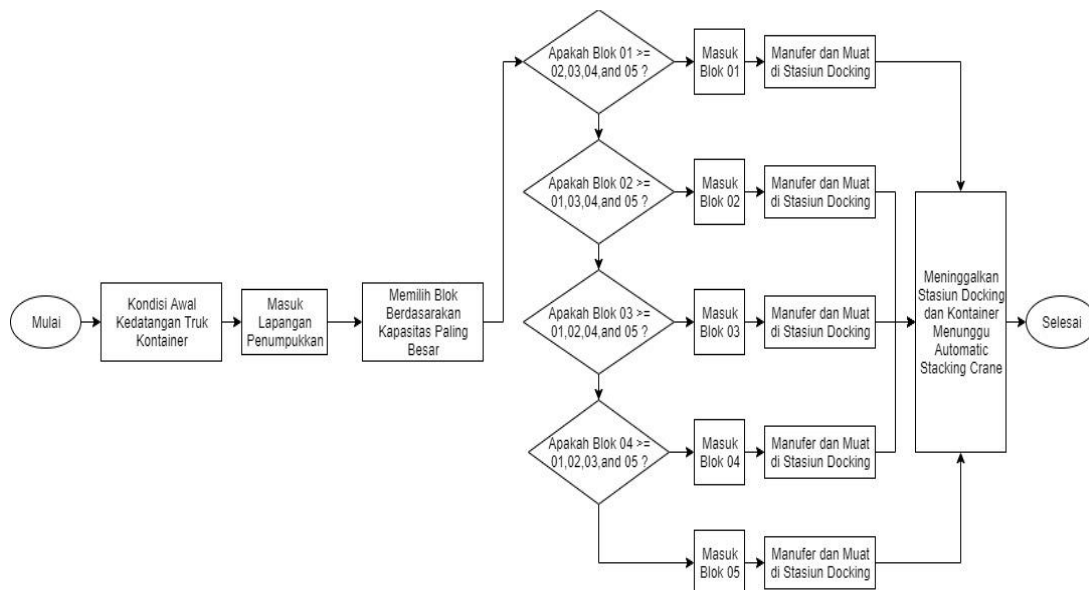 Mulai
Kondisi Awal
Kedatangan Truk
Kontainer
Masuk
Lapangan
Penumpukkan
Memilih Blok
Berdasarakan
Kapasitas Paling
Besar
Apakah Blok 01 >=
02,03,04,and 05 ?
Masuk
Blok 01
Manufer dan Muat
di Stasiun Docking
Apakah Blok 02 >=
01,03,04,and 05 ?
Masuk
Blok 02
Manufer dan Muat
di Stasiun Docking
Apakah Blok 03 >=
01,02,04,and 05 ?
Masuk
Blok 03
Manufer dan Muat
di Stasiun Docking
Apakah Blok 04 >=
01,02,03,and 05 ?
Masuk
Blok 04
Manufer dan Muat
di Stasiun Docking
Masuk
Blok 05
Manufer dan Muat
di Stasiun Docking
Meninggalkan
Stasiun Docking
dan Kontainer
Menunggu
Automatic
Stacking Crane
Selesai